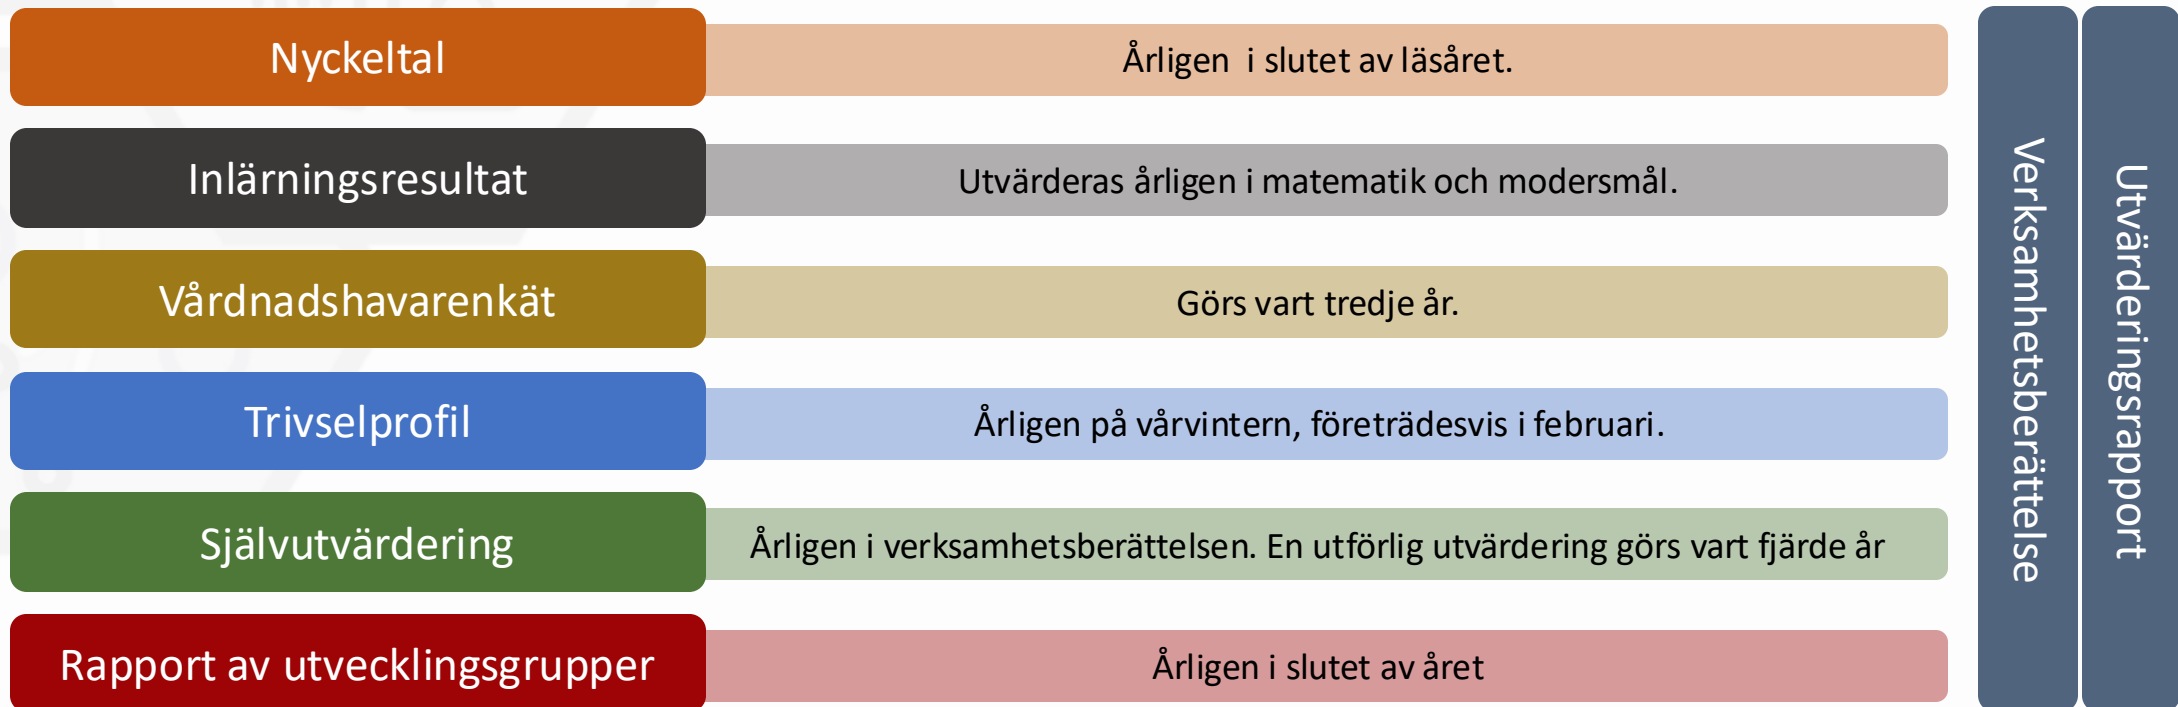 Nyckeltal
Årligen i slutet av läsåret.
Inlärningsresultat
Utvärderas årligen i matematik och modersmål.
Vårdnadshavarenkät
Görs vart tredje år.
Trivselprofil
Årligen på vårvintern, företrädesvis i februari.
Självutvärdering
Årligen i verksamhetsberättelsen. En utförlig utvärdering görs vart fjärde år
Rapport av utvecklingsgrupper
Årligen i slutet av året
Verksamhetsberättelse
Utvärderingsrapport